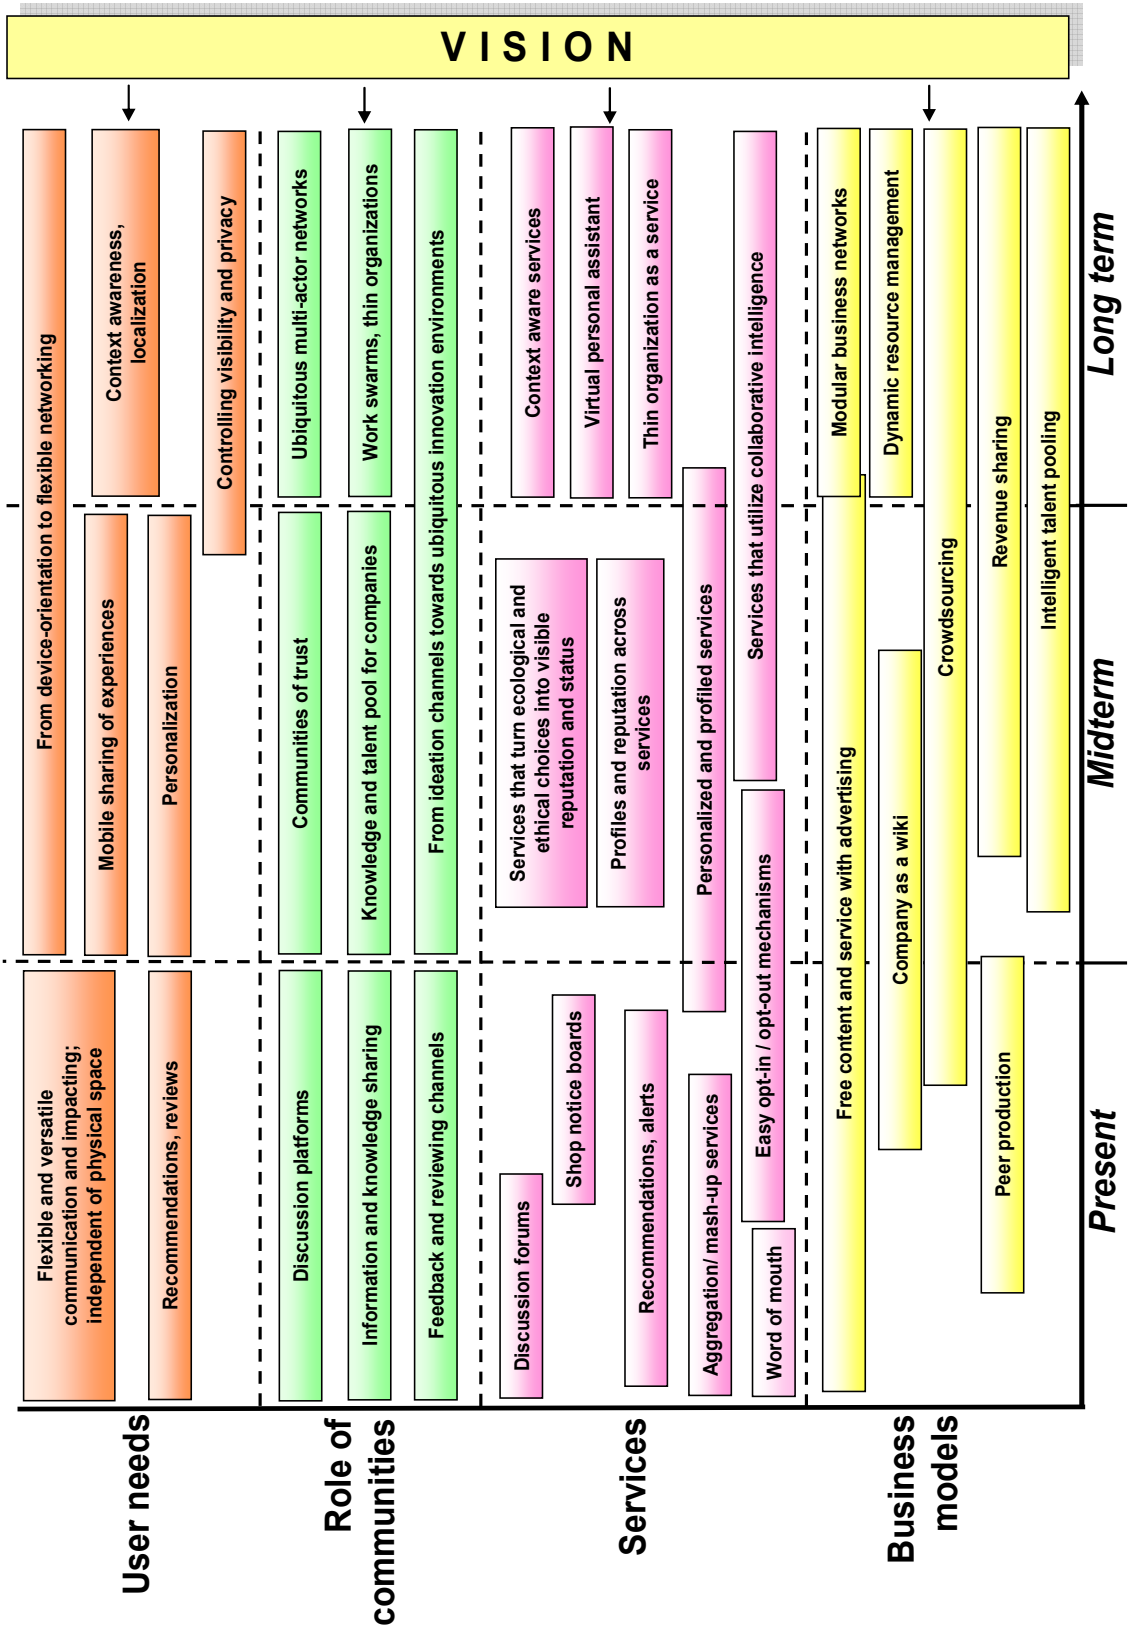 VISION
User needs
Flexible and versatile
communication and impacting;
independent of physical space
Recommendations, reviews
From device-orientation to flexible networking
Mobile sharing of experiences
Personalization
Context awareness,
localization
Controlling visibility and privacy
Role of
communities
Discussion platforms
Information and knowledge sharing
Feedback and reviewing channels
Communities of trust
Knowledge and talent pool for companies
From ideation channels towards ubiquitous innovation environments
Ubiquitous multi-actor networks
Work swarms, thin organizations
Services
Discussion forums
Shop notice boards
Recommendations, alerts
Aggregation/ mash-up services
Word of mouth
Easy opt-in / opt-out mechanisms
Services that turn ecological and
ethical choices into visible
reputation and status
Profiles and reputation across
services
Personalized and profiled services
Services that utilize collaborative intelligence
Context aware services
Virtual personal assistant
Thin organization as a service
Business
models
Free content and service with advertising
Company as a wiki
Crowdsourcing
Peer production
Modular business networks
Dynamic resource management
Revenue sharing
Intelligent talent pooling
Present
Midterm
Long term